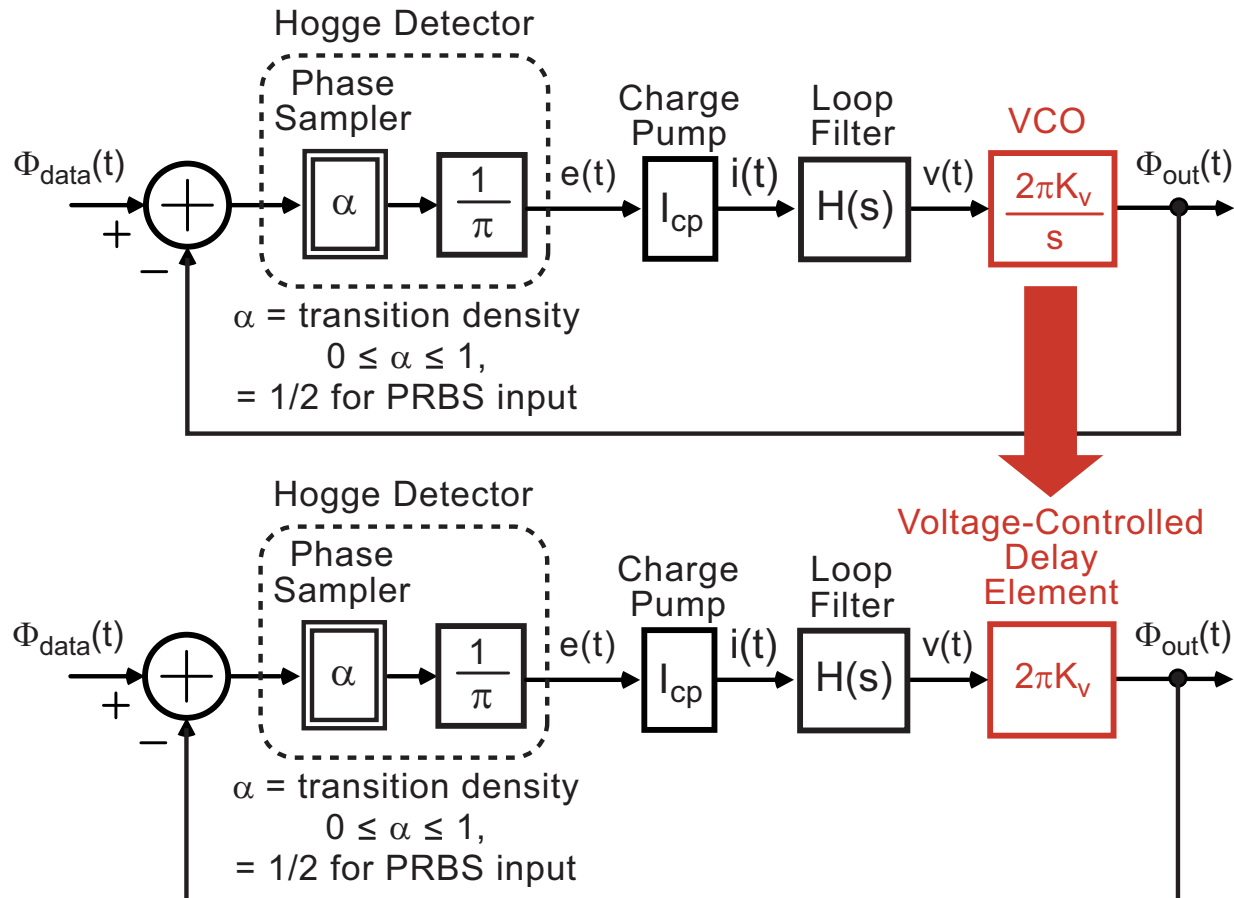 Hogge Detector
Phase
Sampler
Charge
Pump
Loop
Filter
VCO
Φdata(t)
+
−
α
1
π
e(t)
Icp
i(t)
H(s)
v(t)
2πKv
s
Φout(t)
α = transition density
0 ≤ α ≤ 1,
= 1/2 for PRBS input
Voltage-Controlled
Delay
Element
Hogge Detector
Phase
Sampler
Charge
Pump
Loop
Filter
Φdata(t)
+
−
α
1
π
e(t)
Icp
i(t)
H(s)
v(t)
2πKv
Φout(t)
α = transition density
0 ≤ α ≤ 1,
= 1/2 for PRBS input